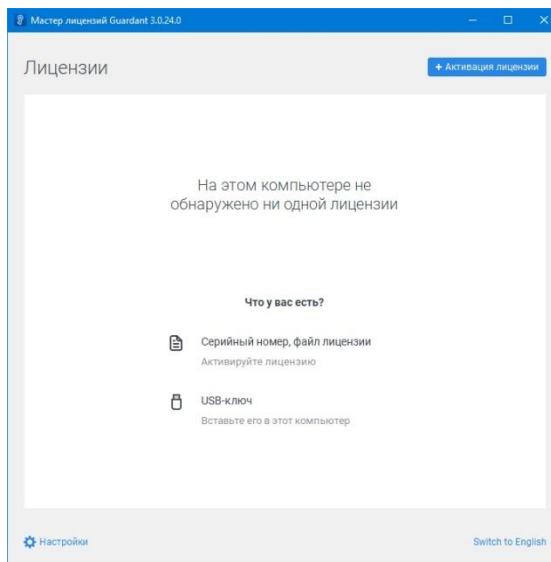 Мастер лицензий Guardant 3.0.24.0
Лицензии
+ Активация лицензии
На этом компьютере не
обнаружено ни одной лицензии
Что у вас есть?
Серийный номер, файл лицензии
Активируйте лицензию
USB-ключ
Вставьте его в этот компьютер
Настройки
Switch to English